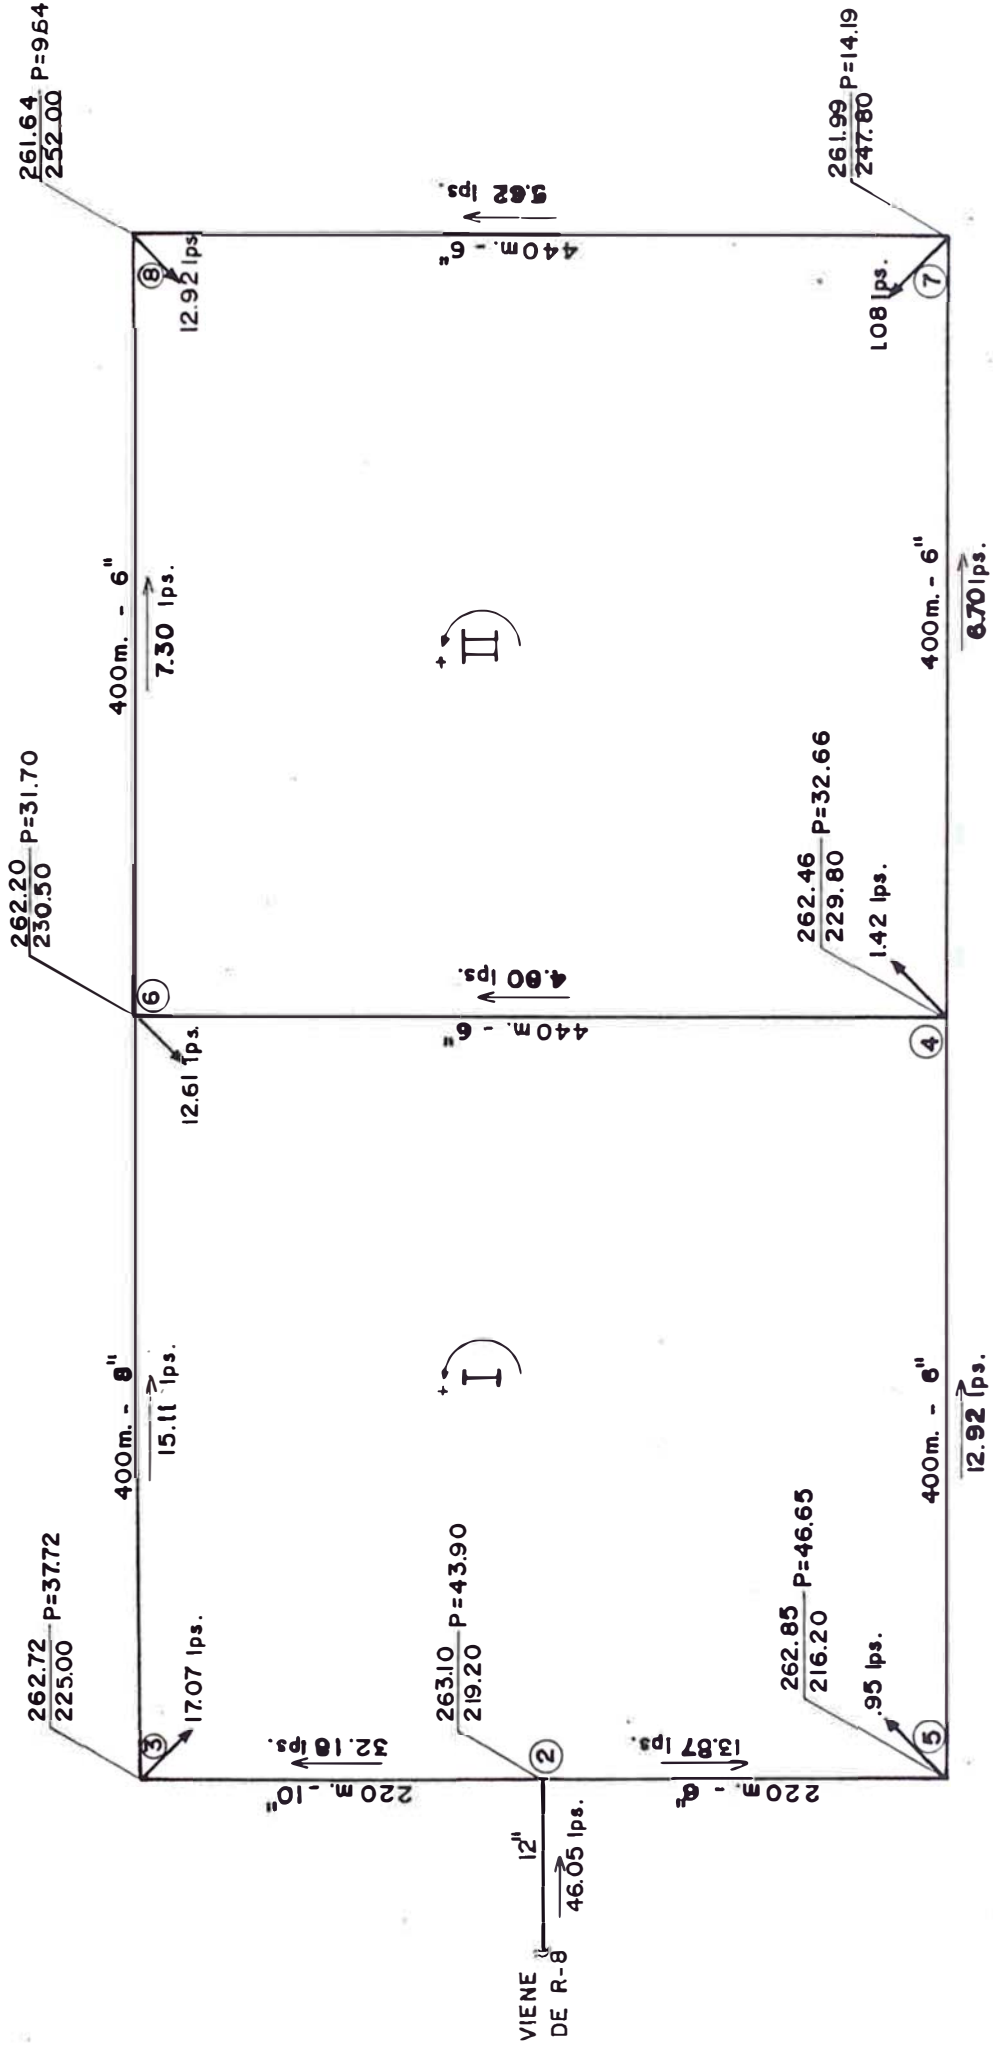 262.72 P=37.72
225.00
3
17.07 lps.
400m. - 8"
15.11 lps.
262.20 P=31.70
230.50
6
12.61 lps.
400m. - 6"
7.30 lps.
261.64 P=9.64
252.00
8
12.92 lps.
220m. - 10"
32.18 lps.
I
+
440m. - 6"
4.80 lps.
II
+
440m. - 6"
5.62 lps.
VIENE
DE R-8
12"
46.05 lps.
2
263.10 P=43.90
219.20
220m. - 8"
13.87 lps.
262.85 P=46.65
216.20
.95 lps.
5
400m. - 8"
12.92 lps.
262.46 P=32.66
229.80
1.42 lps.
4
400m. - 6"
6.70 lps.
261.99 P=14.19
247.80
1.08 lps.
7